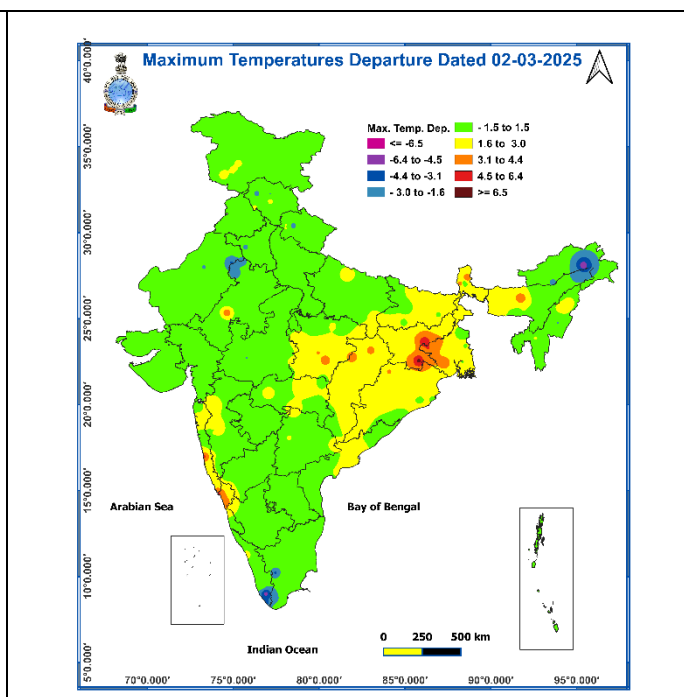 Maximum Temperatures Departure Dated 02-03-2025
Max. Temp. Dep.
<= -6.5
-6.4 to -4.5
-4.4 to -3.1
- 3.0 to -1.6
- 1.5 to 1.5
1.6 to 3.0
3.1 to 4.4
4.5 to 6.4
>= 6.5
40°0.000'
35°0.000'
30°0.000'
25°0.000'
20°0.000'
15°0.000'
10°0.000'
5°0.000'
Arabian Sea
Bay of Bengal
Indian Ocean
0 250 500 km
70°0.000' 75°0.000' 80°0.000' 85°0.000' 90°0.000' 95°0.000'